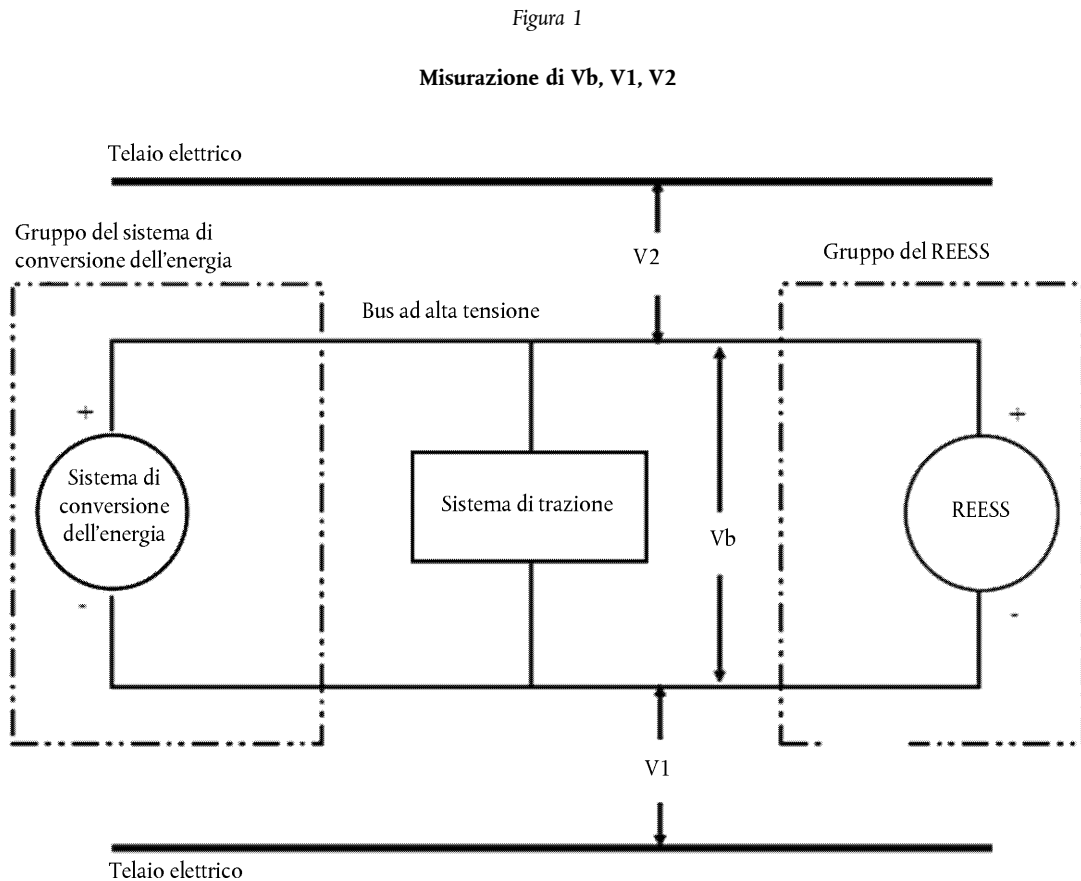 Figura 1
Misurazione di Vb, V1, V2
Telaio elettrico
Gruppo del sistema di
conversione dell'energia
V2
Gruppo del REESS
Bus ad alta tensione
+
+
Sistema di
conversione
dell'energia
Sistema di trazione
REESS
Vb
-
-
V1
Telaio elettrico